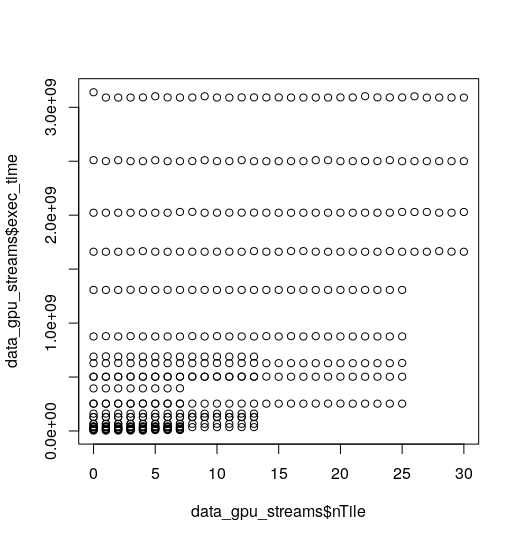 data_gpu_streams$exec_time
3.0e+09
2.0e+09
1.0e+09
0.0e+00
0 5 10 15 20 25 30
data_gpu_streams$nTile